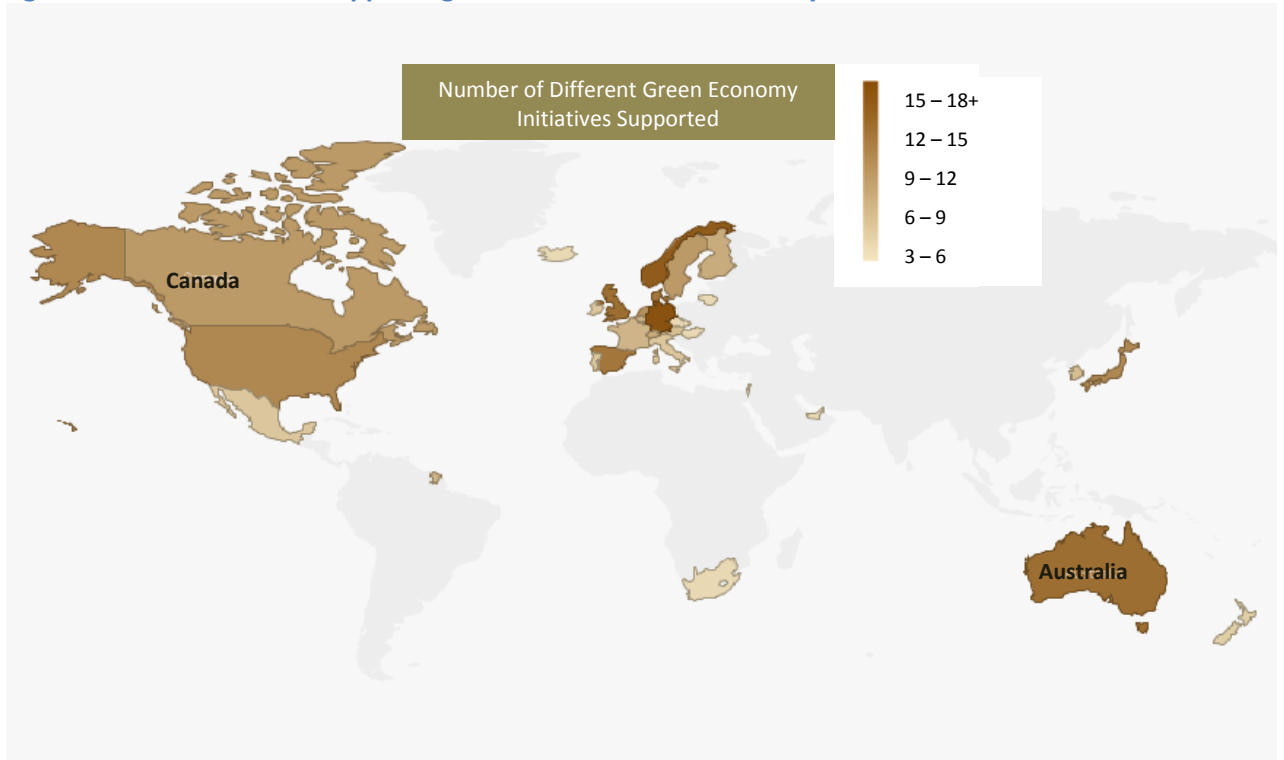 Number of Different Green Economy
Initiatives Supported
15 – 18+
12 – 15
9 – 12
6 – 9
3 – 6
Canada
Australia